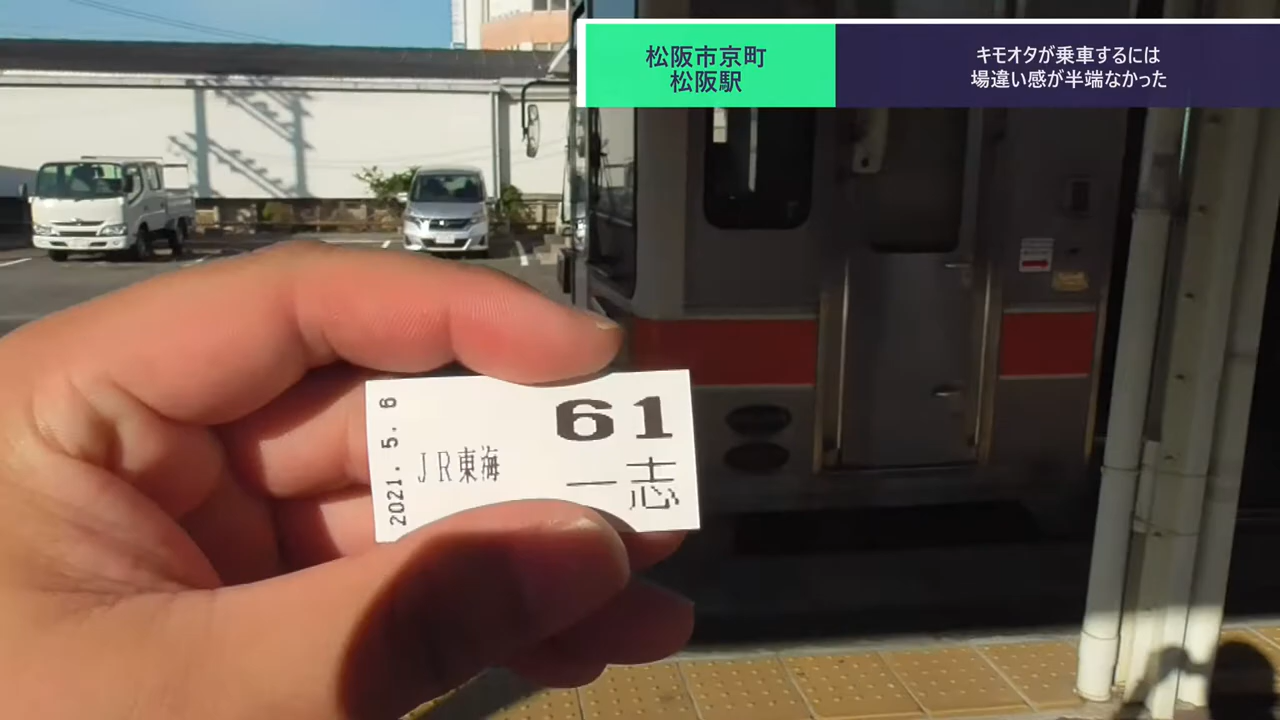 松阪市京町
松阪駅
キモオタが乗車するには
場違い感が半端なかった
2021.5.6
JR東海
61
一志